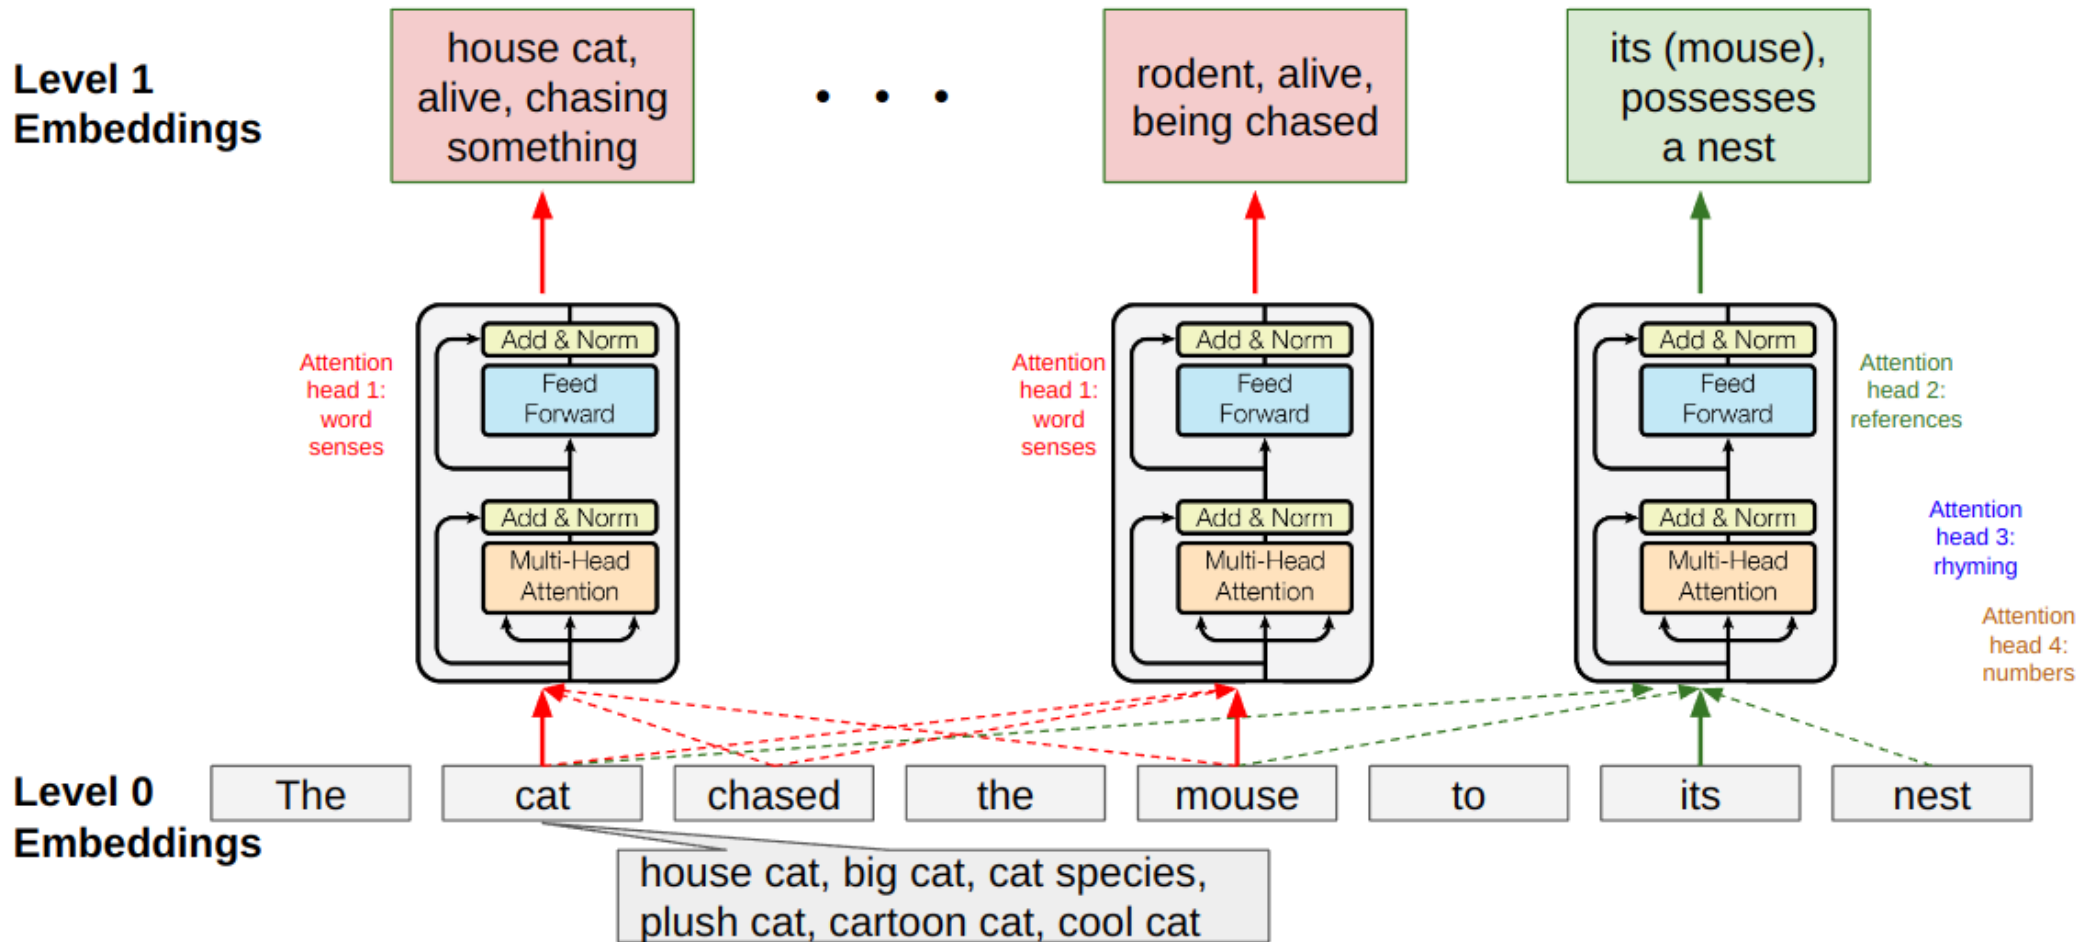 Level 1
Embeddings
house cat,
alive, chasing
something
• • •
rodent, alive,
being chased
its (mouse),
possesses
a nest
Attention
head 1:
word
senses
Add & Norm
Feed
Forward
Add & Norm
Multi-Head
Attention
Attention
head 1:
word
senses
Add & Norm
Feed
Forward
Add & Norm
Multi-Head
Attention
Add & Norm
Feed
Forward
Add & Norm
Multi-Head
Attention
Attention
head 2:
references
Attention
head 3:
rhyming
Attention
head 4:
numbers
Level 0
Embeddings
The cat chased the mouse to its nest
house cat, big cat, cat species,
plush cat, cartoon cat, cool cat